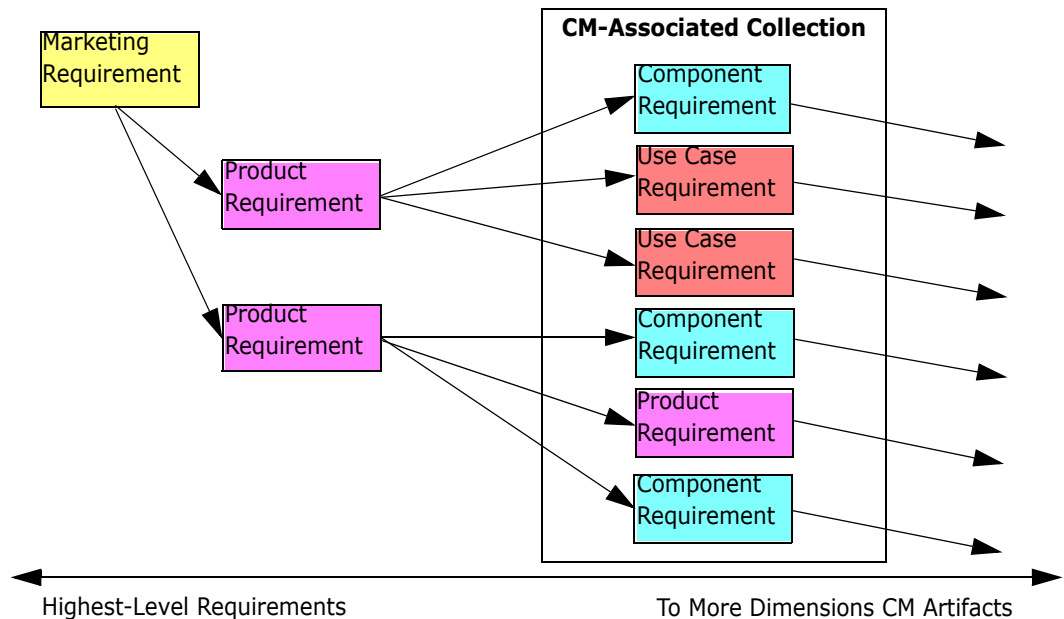 CM-Associated Collection
Marketing
Requirement
Product
Requirement
Product
Requirement
Component
Requirement
Use Case
Requirement
Use Case
Requirement
Component
Requirement
Product
Requirement
Component
Requirement
Highest-Level Requirements
To More Dimensions CM Artifacts